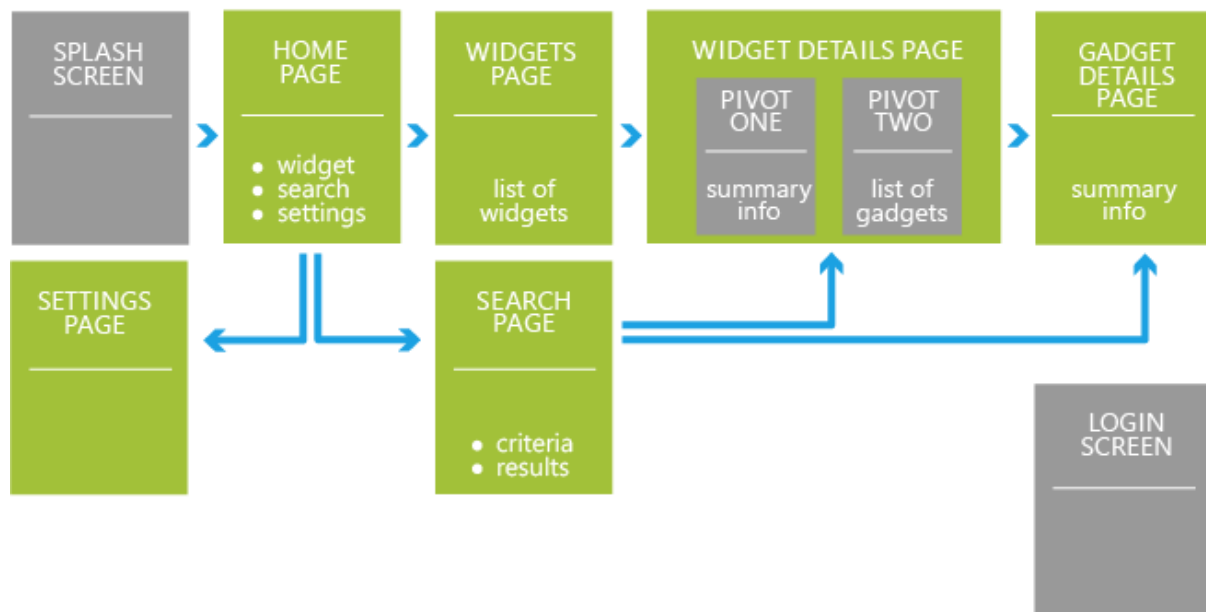 SPLASH
SCREEN
HOME
PAGE
• widget
• search
• settings
WIDGETS
PAGE
list of
widgets
WIDGET DETAILS PAGE
PIVOT
ONE
summary
info
PIVOT
TWO
list of
gadgets
GADGET
DETAILS
PAGE
summary
info
SETTINGS
PAGE
SEARCH
PAGE
• criteria
• results
LOGIN
SCREEN